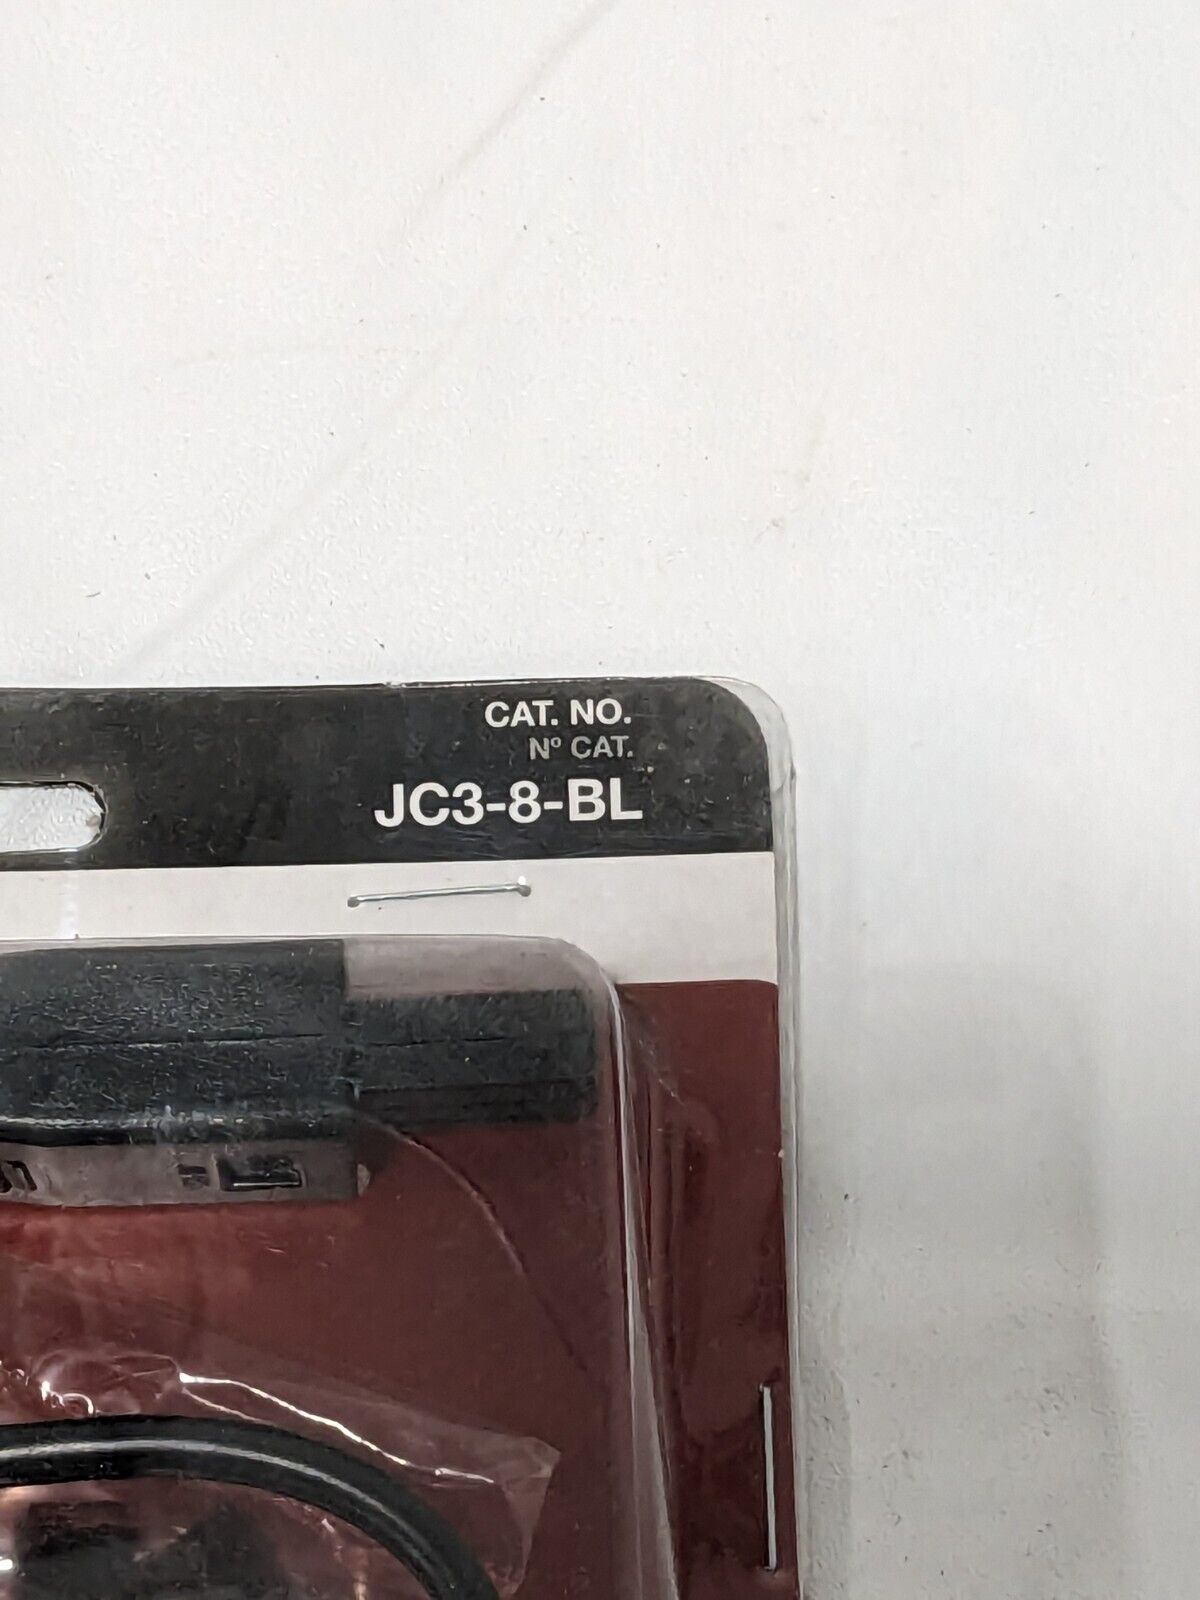 CAT. NO.
Nº CAT.
JC3-8-BL